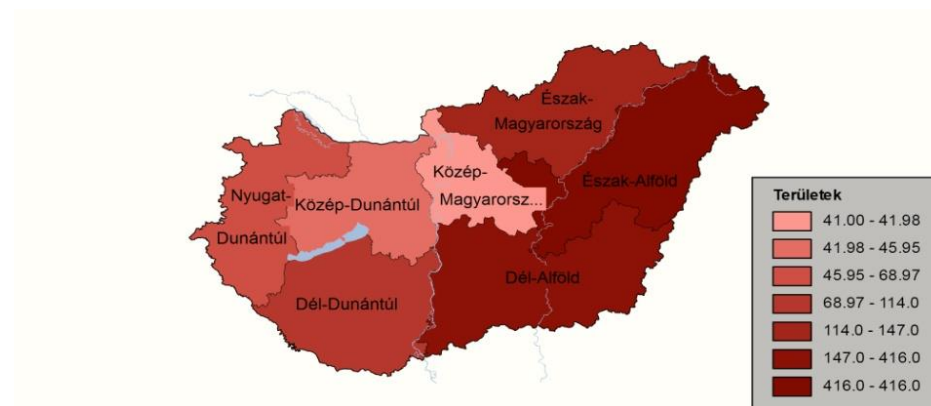 Észak-
Magyarország
Közép-
Magyarorsz...
Észak-Alföld
Nyugat-
Dunántúl
Közép-Dunántúl
Dél-Alföld
Dél-Dunántúl
Területek
41.00 - 41.98
41.98 - 45.95
45.95 - 68.97
68.97 - 114.0
114.0 - 147.0
147.0 - 416.0
416.0 - 416.0